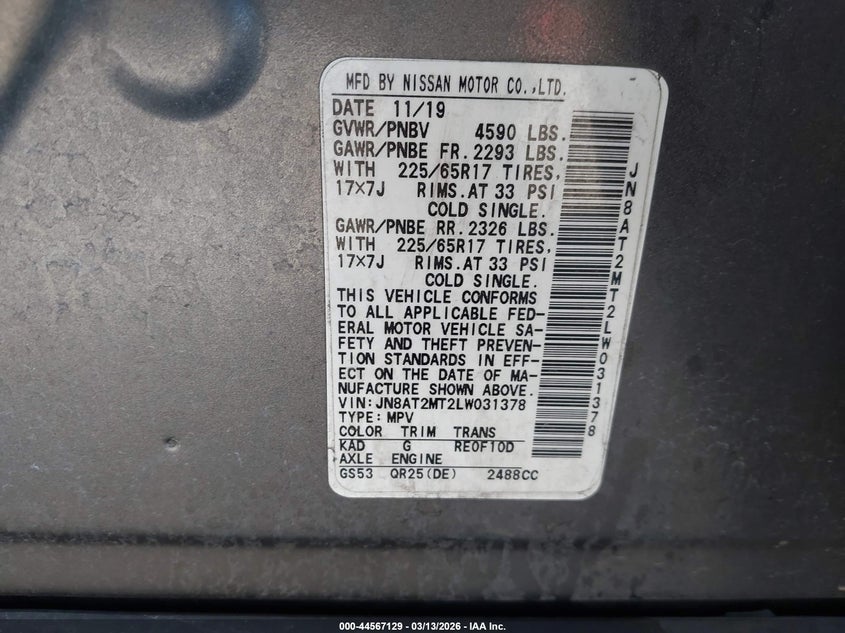 MFD BY NISSAN MOTOR CO.,LTD.
DATE 11/19
GVWR/PNBV 4590 LBS.
GAWR/PNBE FR.2293 LBS.
WITH 225/65R17 TIRES,
17×7J RIMS.AT 33 PSI
COLD SINGLE.
GAWR/PNBE RR.2326 LBS.
WITH 225/65R17 TIRES,
17×7J RIMS.AT 33 PSI
COLD SINGLE.
THIS VEHICLE CONFORMS
TO ALL APPLICABLE FED-
ERAL MOTOR VEHICLE SA-
FETY AND THEFT PREVEN-
TION STANDARDS IN EFF-
ECT ON THE DATE OF MA-
NUFACTURE SHOWN ABOVE.
VIN:JN8AT2MT2LW031378
TYPE:MPV
COLOR TRIM TRANS
KAD G RE0F10D
AXLE ENGINE
GS53 QR25(DE) 2488CC
JN8AT2MT2LW031378
000-44567129 — 03/13/2026 — IAA Inc.